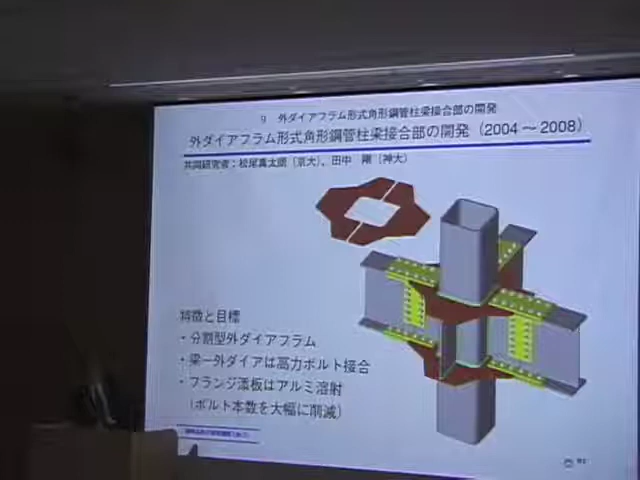 9 外ダイアフラム形式角形鋼管柱梁接合部の開発
外ダイアフラム形式角形鋼管柱梁接合部の開発（2004～2008）
共同研究者：松尾真太朗（京大）、田中 剛（神大）
特徴と目標
・分割型外ダイアフラム
・梁ー外ダイアは高力ボルト接合
・フランジ添板はアルミ溶射
（ボルト本数を大幅に削減）